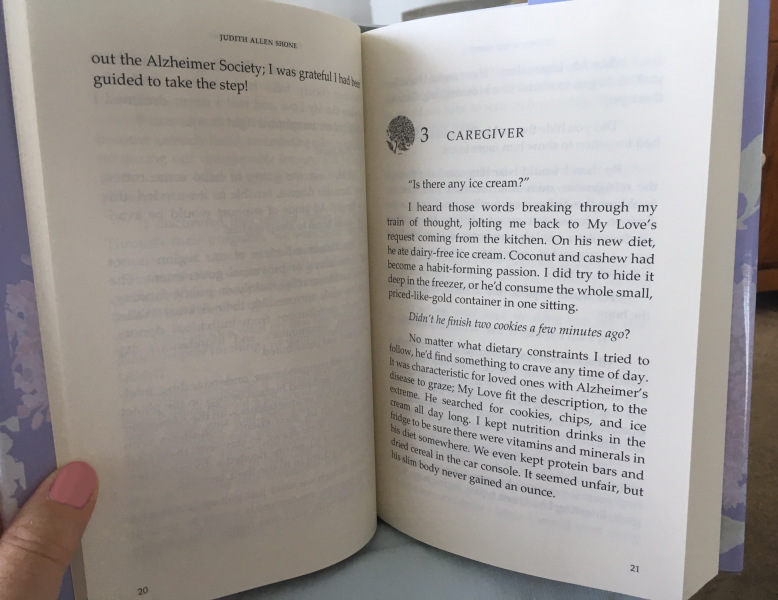 JUDITH ALLEN SHONE
out the Alzheimer Society; I was grateful I had been
guided to take the step!
20
3 CAREGIVER
“Is there any ice cream?”
I heard those words breaking through my
train of thought, jolting me back to My Love’s
request coming from the kitchen. On his new diet,
he ate dairy-free ice cream. Coconut and cashew had
become a habit-forming passion. I did try to hide it
deep in the freezer, or he’d consume the whole small,
priced-like-gold container in one sitting.
Didn’t he finish two cookies a few minutes ago?
No matter what dietary constraints I tried to
follow, he’d find something to crave any time of day.
It was characteristic for loved ones with Alzheimer’s
disease to graze; My Love fit the description, to the
extreme. He searched for cookies, chips, and ice
cream all day long. I kept nutrition drinks in the
fridge to be sure there were vitamins and minerals in
his diet somewhere. We even kept protein bars and
dried cereal in the car console. It seemed unfair, but
his slim body never gained an ounce.
21